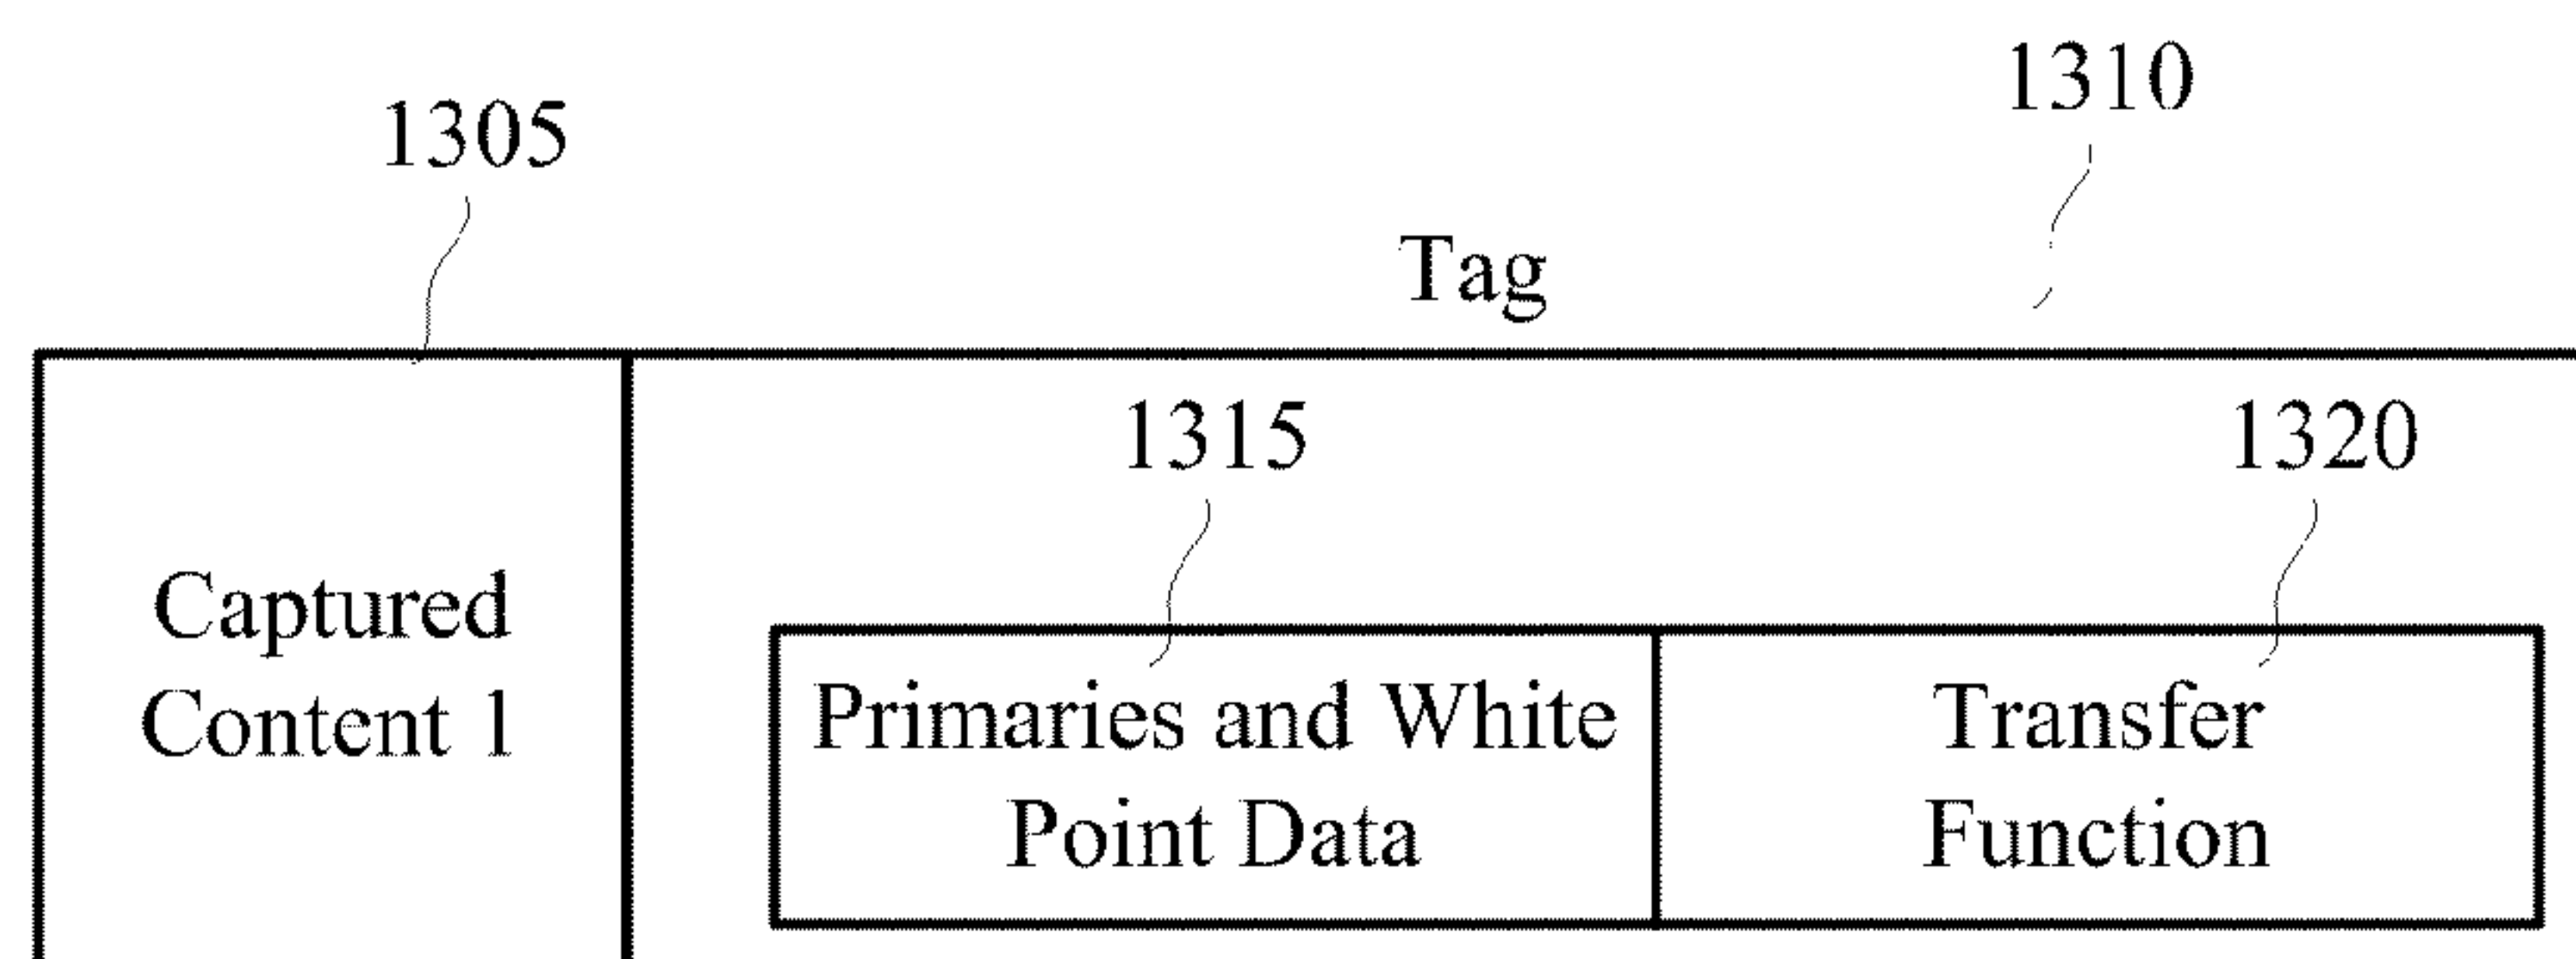 1305
1310
Tag
1315
1320
Captured
Content 1
Primaries and White
Point Data
Transfer
Function